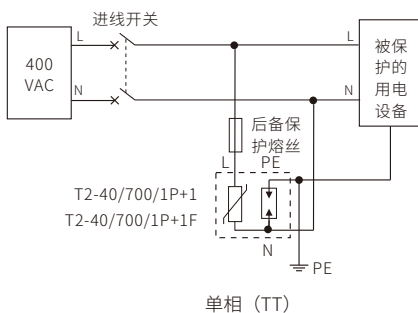 进线开关
L
L
400
VAC
N
N
被保
护的
用电
设备
后备保
护熔丝
L
PE
T2-40/700/1P+1
T2-40/700/1P+1F
N
PE
单相（TT）